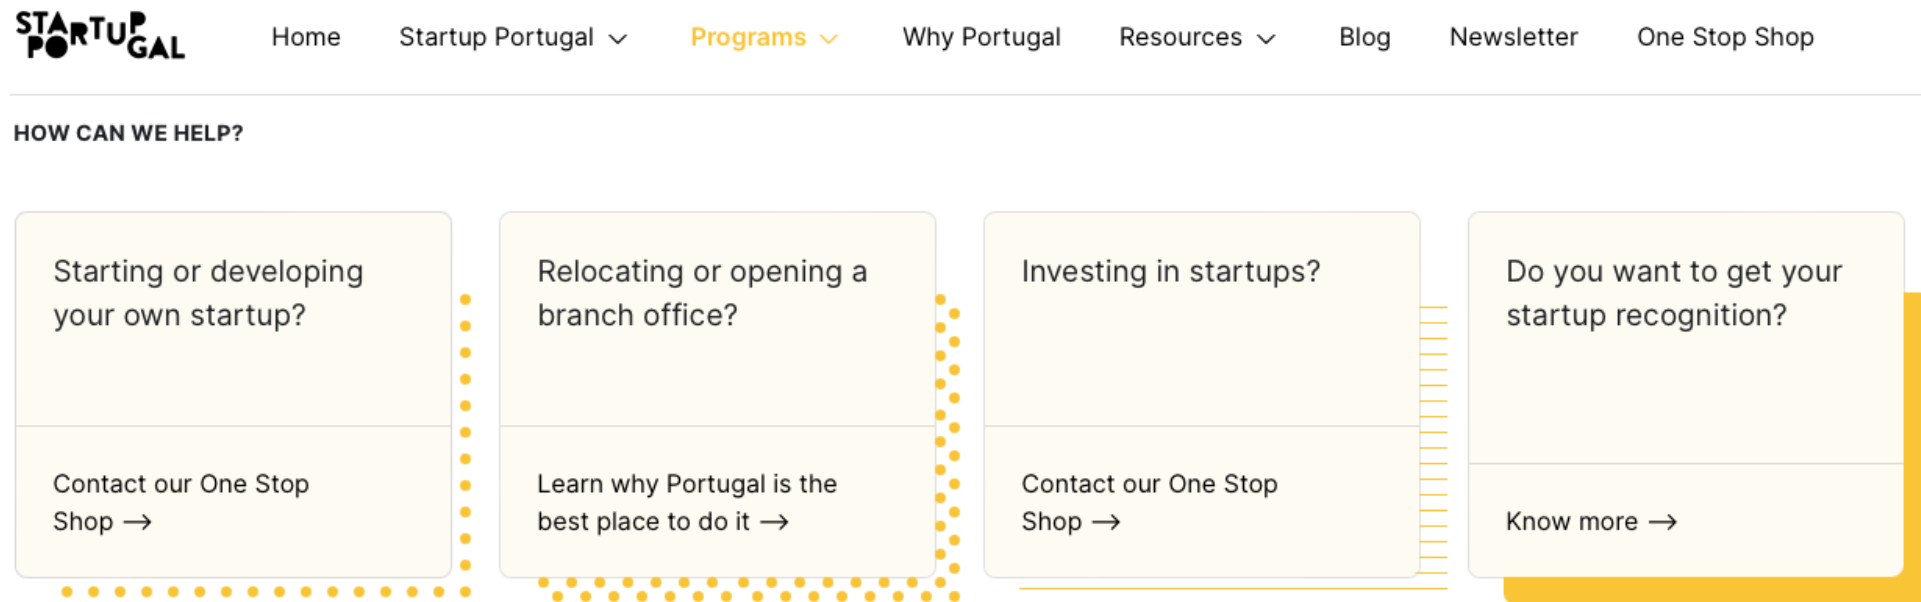 STARTUP
PORTUGAL
Home Startup Portugal Programs Why Portugal Resources Blog Newsletter One Stop Shop
HOW CAN WE HELP?
Starting or developing
your own startup?
Contact our One Stop
Shop →
Relocating or opening a
branch office?
Learn why Portugal is the
best place to do it →
Investing in startups?
Contact our One Stop
Shop →
Do you want to get your
startup recognition?
Know more →